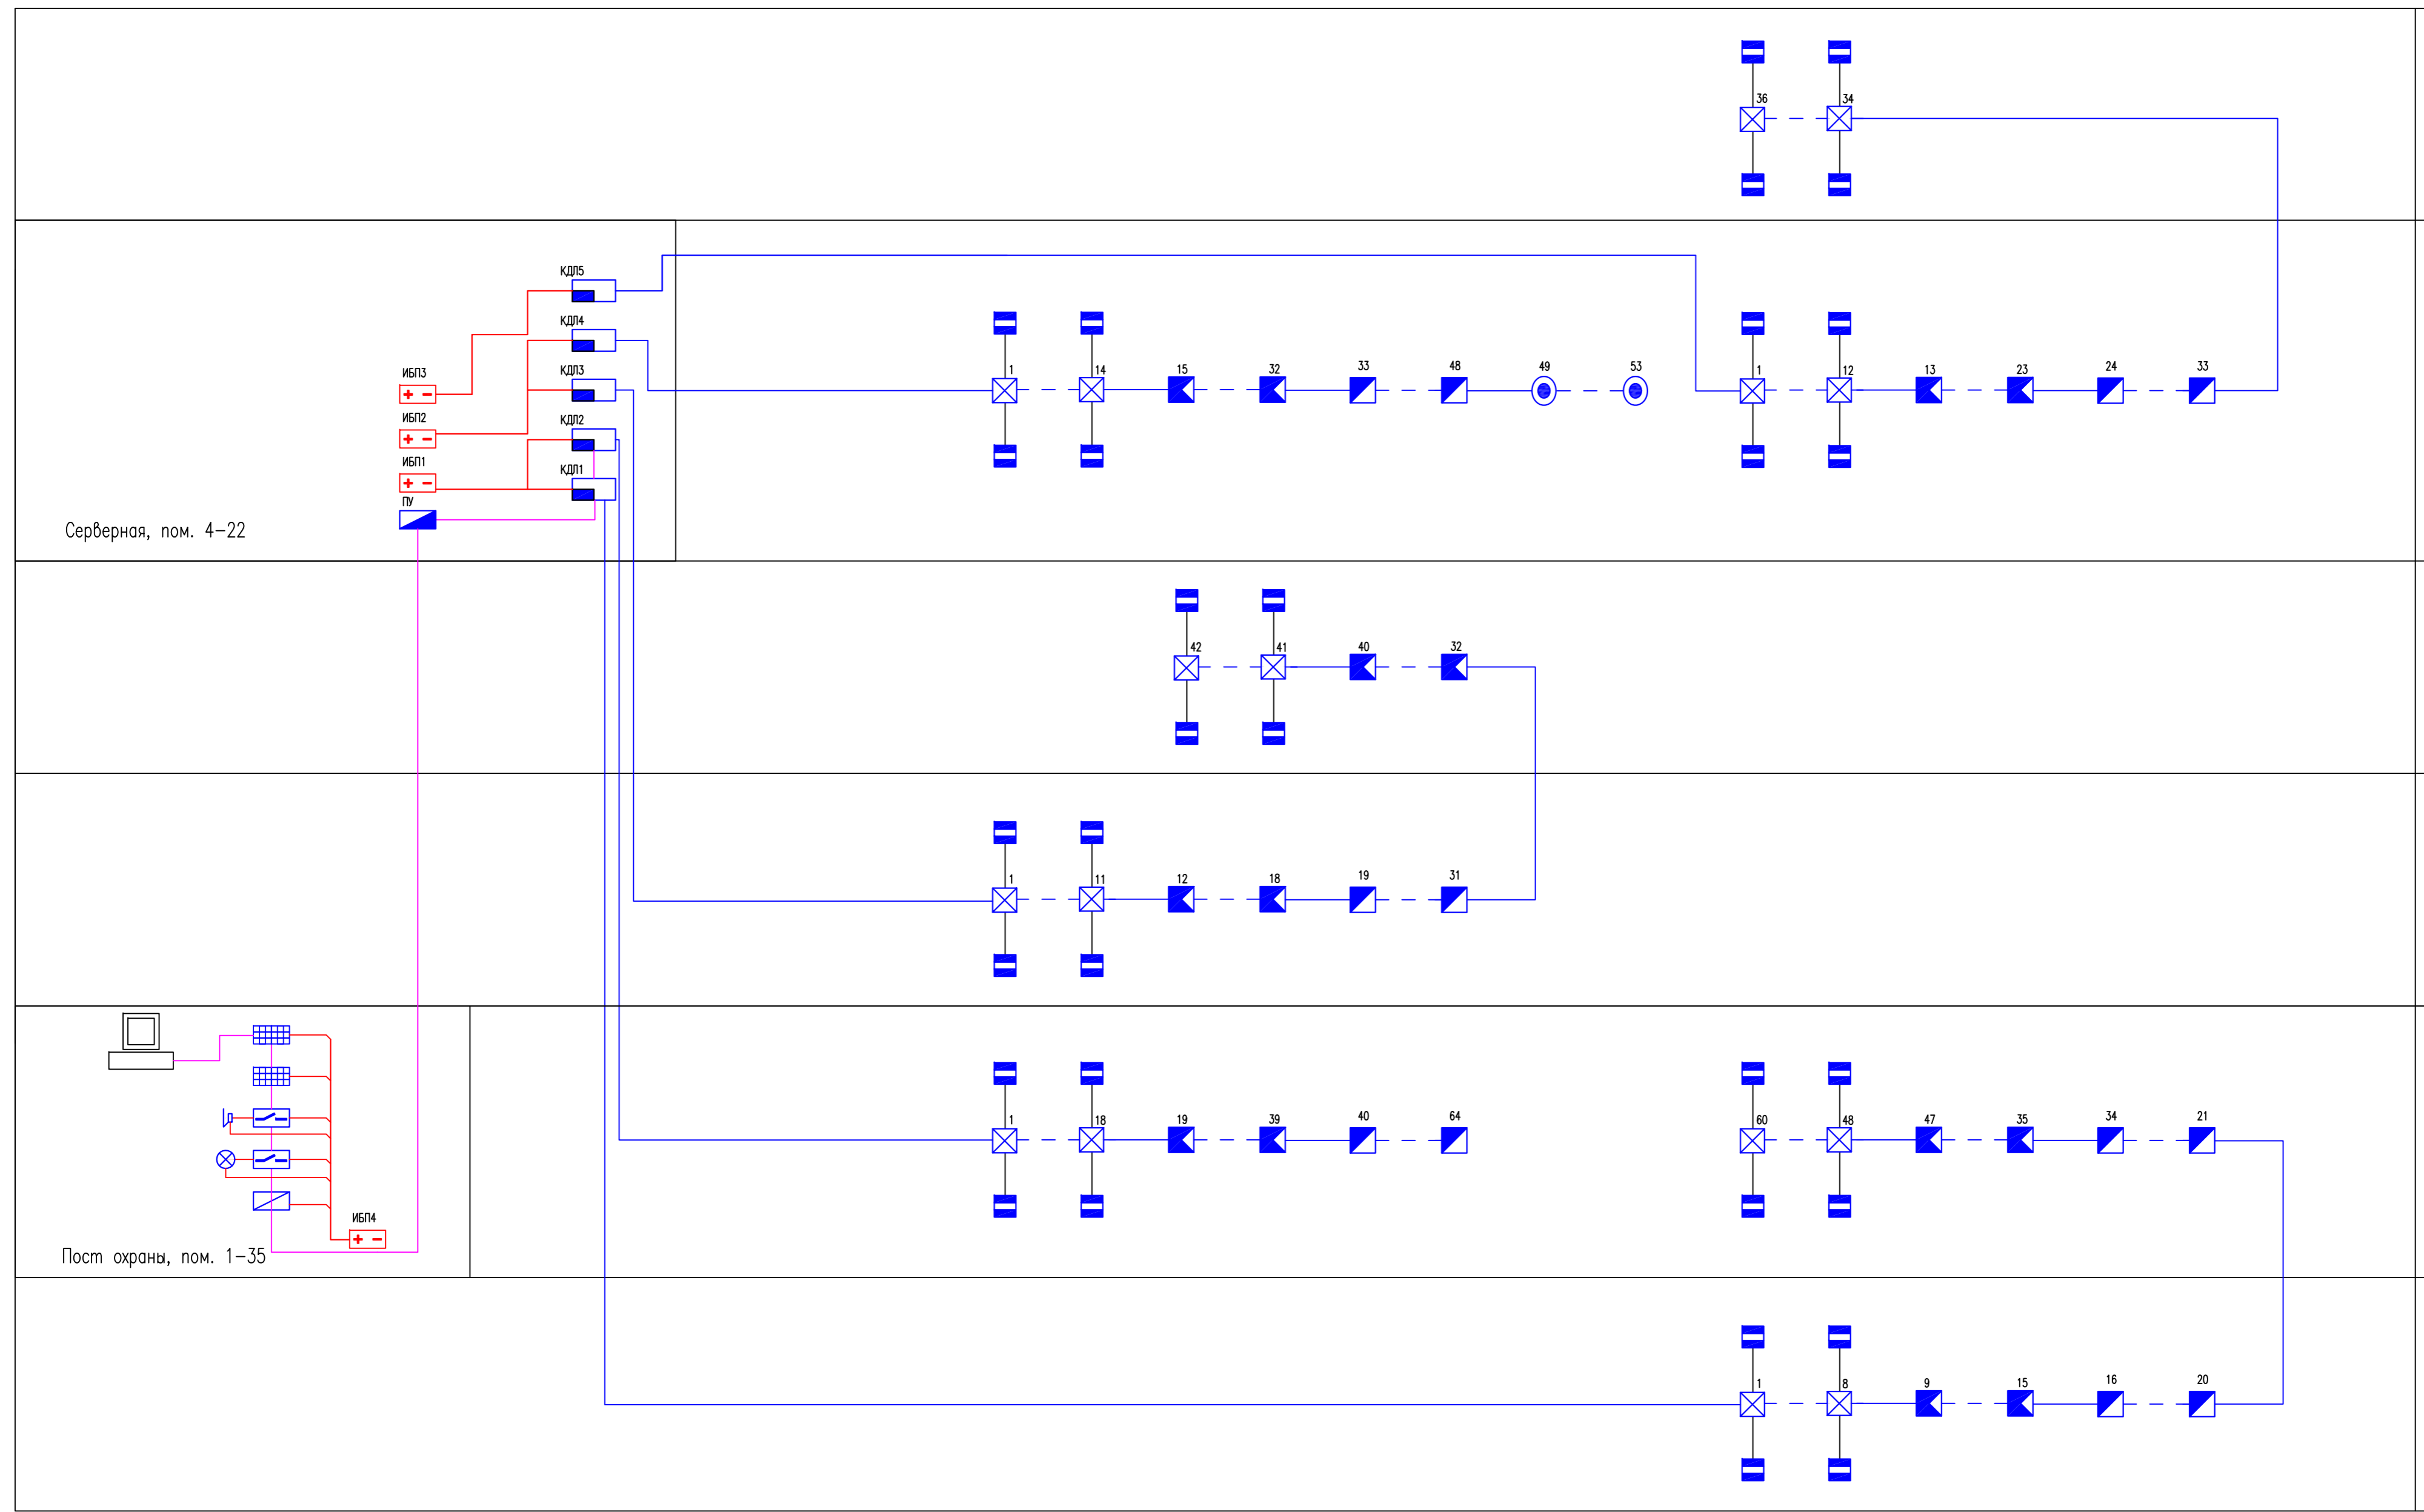 36 34
КДЛ5
КДЛ4
ИБП3
КДЛ3
1 14 15 32 33 48 49 53 1 12 13 23 24 33
ИБП2
КДЛ2
ИБП1
КДЛ1
ПУ
Серверная, пом. 4-22
42 41 40 32
1 11 12 18 19 31
1 18 19 39 40 64 60 48 47 35 34 21
ИБП4
Пост охраны, пом. 1-35
1 8 9 15 16 20